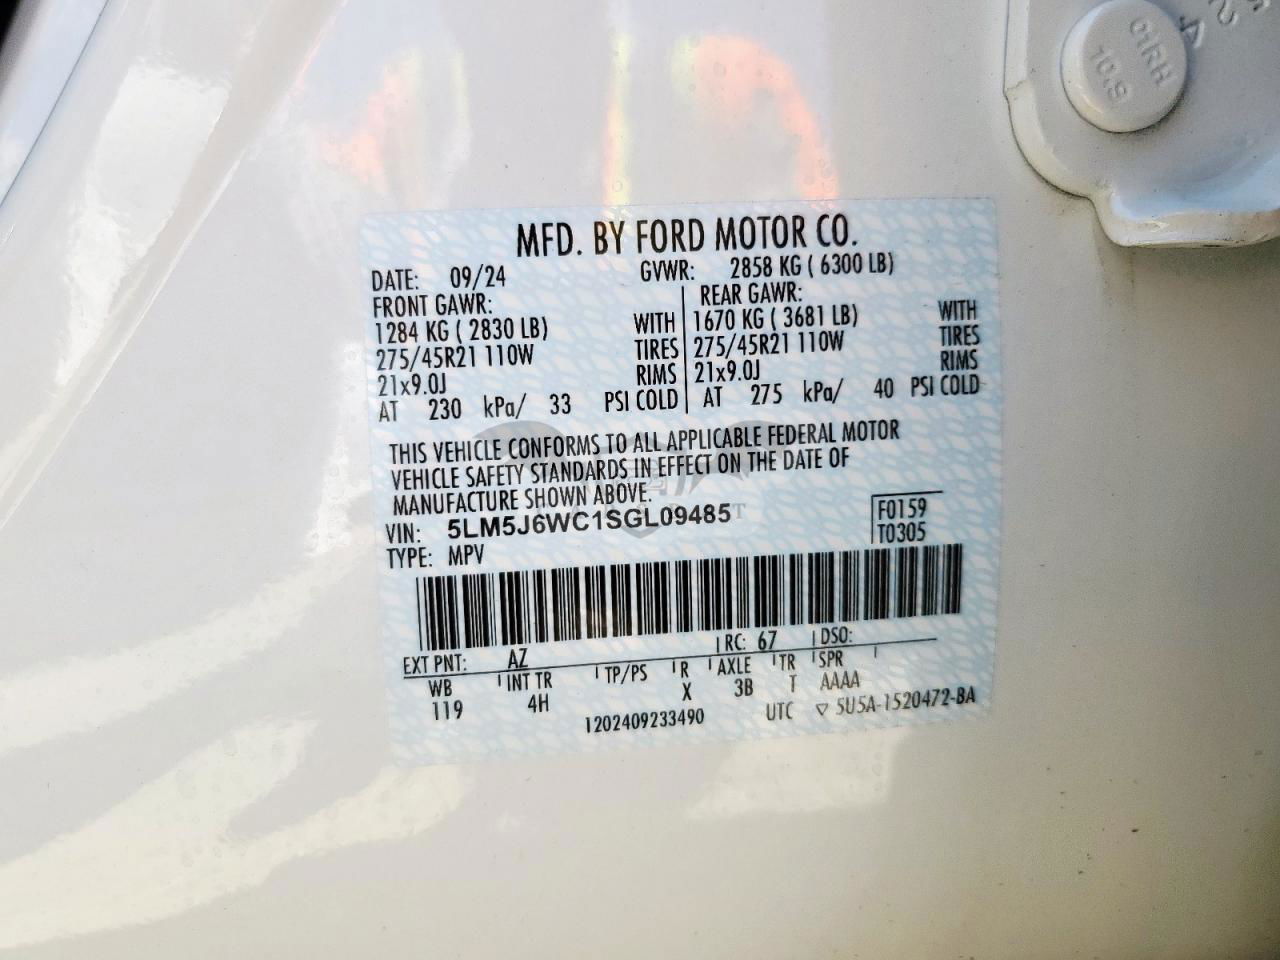 MFD. BY FORD MOTOR CO.
DATE: 09/24 GVWR: 2858 KG ( 6300 LB)
FRONT GAWR: REAR GAWR:
1284 KG ( 2830 LB) WITH 1670 KG ( 3681 LB) WITH
275/45R21 110W TIRES 275/45R21 110W TIRES
21x9.0J RIMS 21x9.0J RIMS
AT 230 kPa/ 33 PSI COLD AT 275 kPa/ 40 PSI COLD
THIS VEHICLE CONFORMS TO ALL APPLICABLE FEDERAL MOTOR
VEHICLE SAFETY STANDARDS IN EFFECT ON THE DATE OF
MANUFACTURE SHOWN ABOVE.
VIN: 5LM5J6WC1SGL09485 F0159
TYPE: MPV T0305
EXT PNT: AZ RC: 67 DSO:
WB INT TR TP/PS R AXLE TR SPR
119 4H X 3B T AAAA
1202409233490 UTC ▽ 5U5A-1520472-BA
01RH
10.9